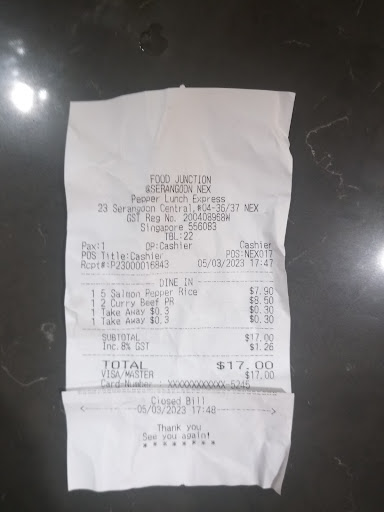 FOOD JUNCTION
@SERANGOON NEX
Pepper Lunch Express
23 Serangoon Central,#04-36/37 NEX
GST Reg No. 200408968W
Singapore 556083
TBL:22
Pax:1 OP:Cashier Cashier
POS Title:Cashier POS:NEX017
Rcpt#:P23000016843 05/03/2023 17:47
DINE IN
1 5 Salmon Pepper Rice $7.90
1 2 Curry Beef PR $8.50
1 Take Away $0.3 $0.30
1 Take Away $0.3 $0.30
SUBTOTAL $17.00
Inc.8% GST $1.26
TOTAL $17.00
VISA/MASTER $17.00
Card-Number : XXXXXXXXXXXX-5245
Closed Bill
05/03/2023 17:48
Thank you
See you again!
* * * * * * * *